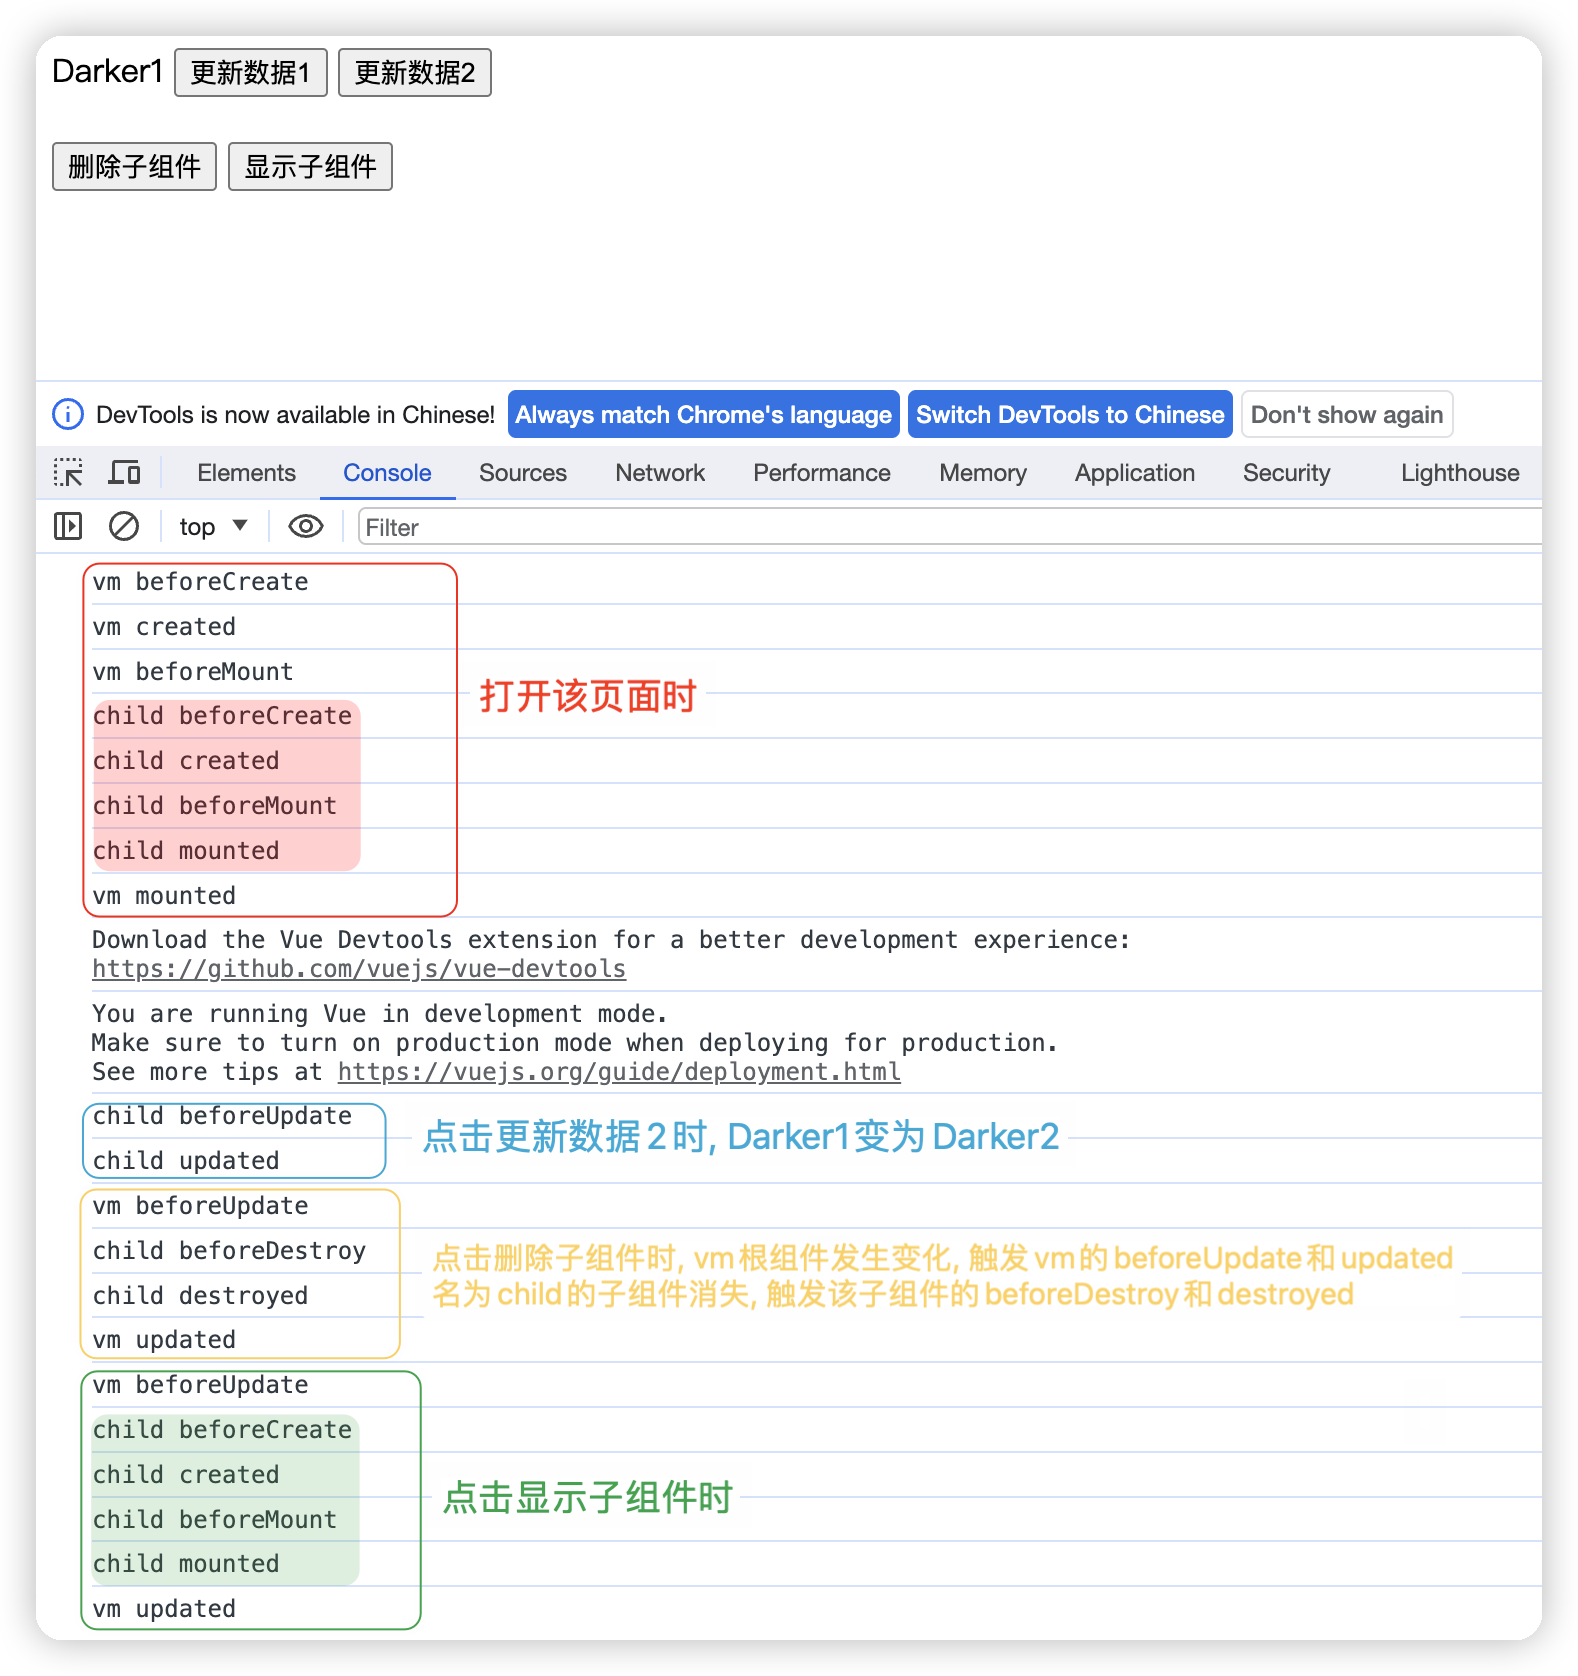 Darker1 更新数据1 更新数据2
删除子组件 显示子组件
DevTools is now available in Chinese! Always match Chrome's language Switch DevTools to Chinese Don't show again
Elements Console Sources Network Performance Memory Application Security Lighthouse
top Filter
vm beforeCreate
vm created
vm beforeMount
打开该页面时
child beforeCreate
child created
child beforeMount
child mounted
vm mounted
Download the Vue Devtools extension for a better development experience:
https://github.com/vuejs/vue-devtools
You are running Vue in development mode.
Make sure to turn on production mode when deploying for production.
See more tips at https://vuejs.org/guide/deployment.html
child beforeUpdate
点击更新数据2时, Darker1变为Darker2
child updated
vm beforeUpdate
child beforeDestroy
点击删除子组件时, vm根组件发生变化, 触发vm的beforeUpdate和updated
child destroyed
名为child的子组件消失, 触发该子组件的beforeDestroy和destroyed
vm updated
vm beforeUpdate
child beforeCreate
child created
点击显示子组件时
child beforeMount
child mounted
vm updated